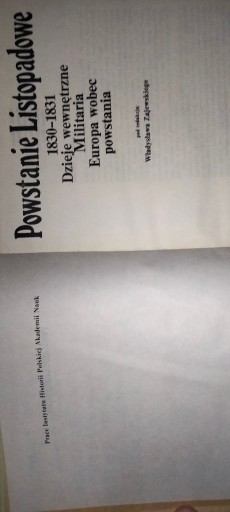 Prace Instytutu Historii Polskiej Akademii Nauk
Powstanie Listopadowe
1830–1831
Dzieje wewnętrzne
Militaria
Europa wobec
powstania
pod redakcją
Władysława Zajewskiego